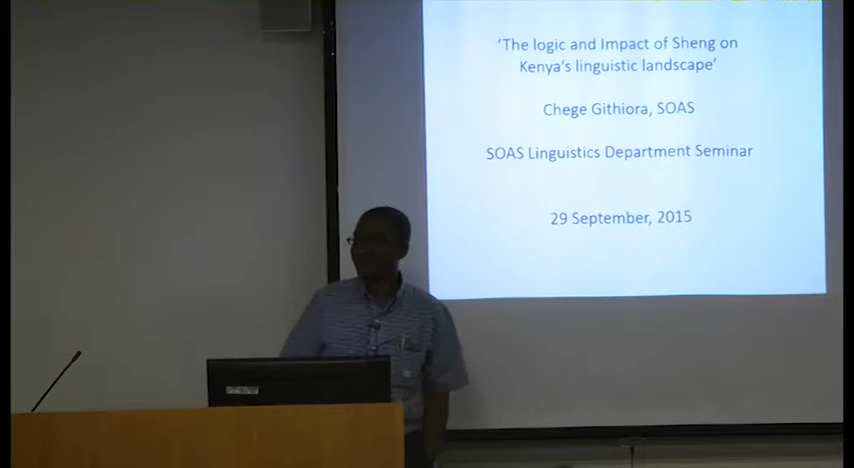 ‘The logic and Impact of Sheng on
Kenya’s linguistic landscape’
Chege Githiora, SOAS
SOAS Linguistics Department Seminar
29 September, 2015